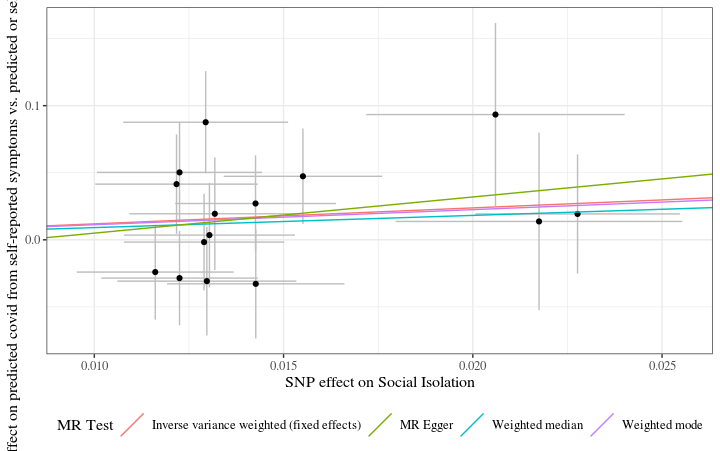 effect on predicted covid from self-reported symptoms vs. predicted or se
0.1
0.0
0.010 0.015 0.020 0.025
SNP effect on Social Isolation
MR Test Inverse variance weighted (fixed effects) MR Egger Weighted median Weighted mode